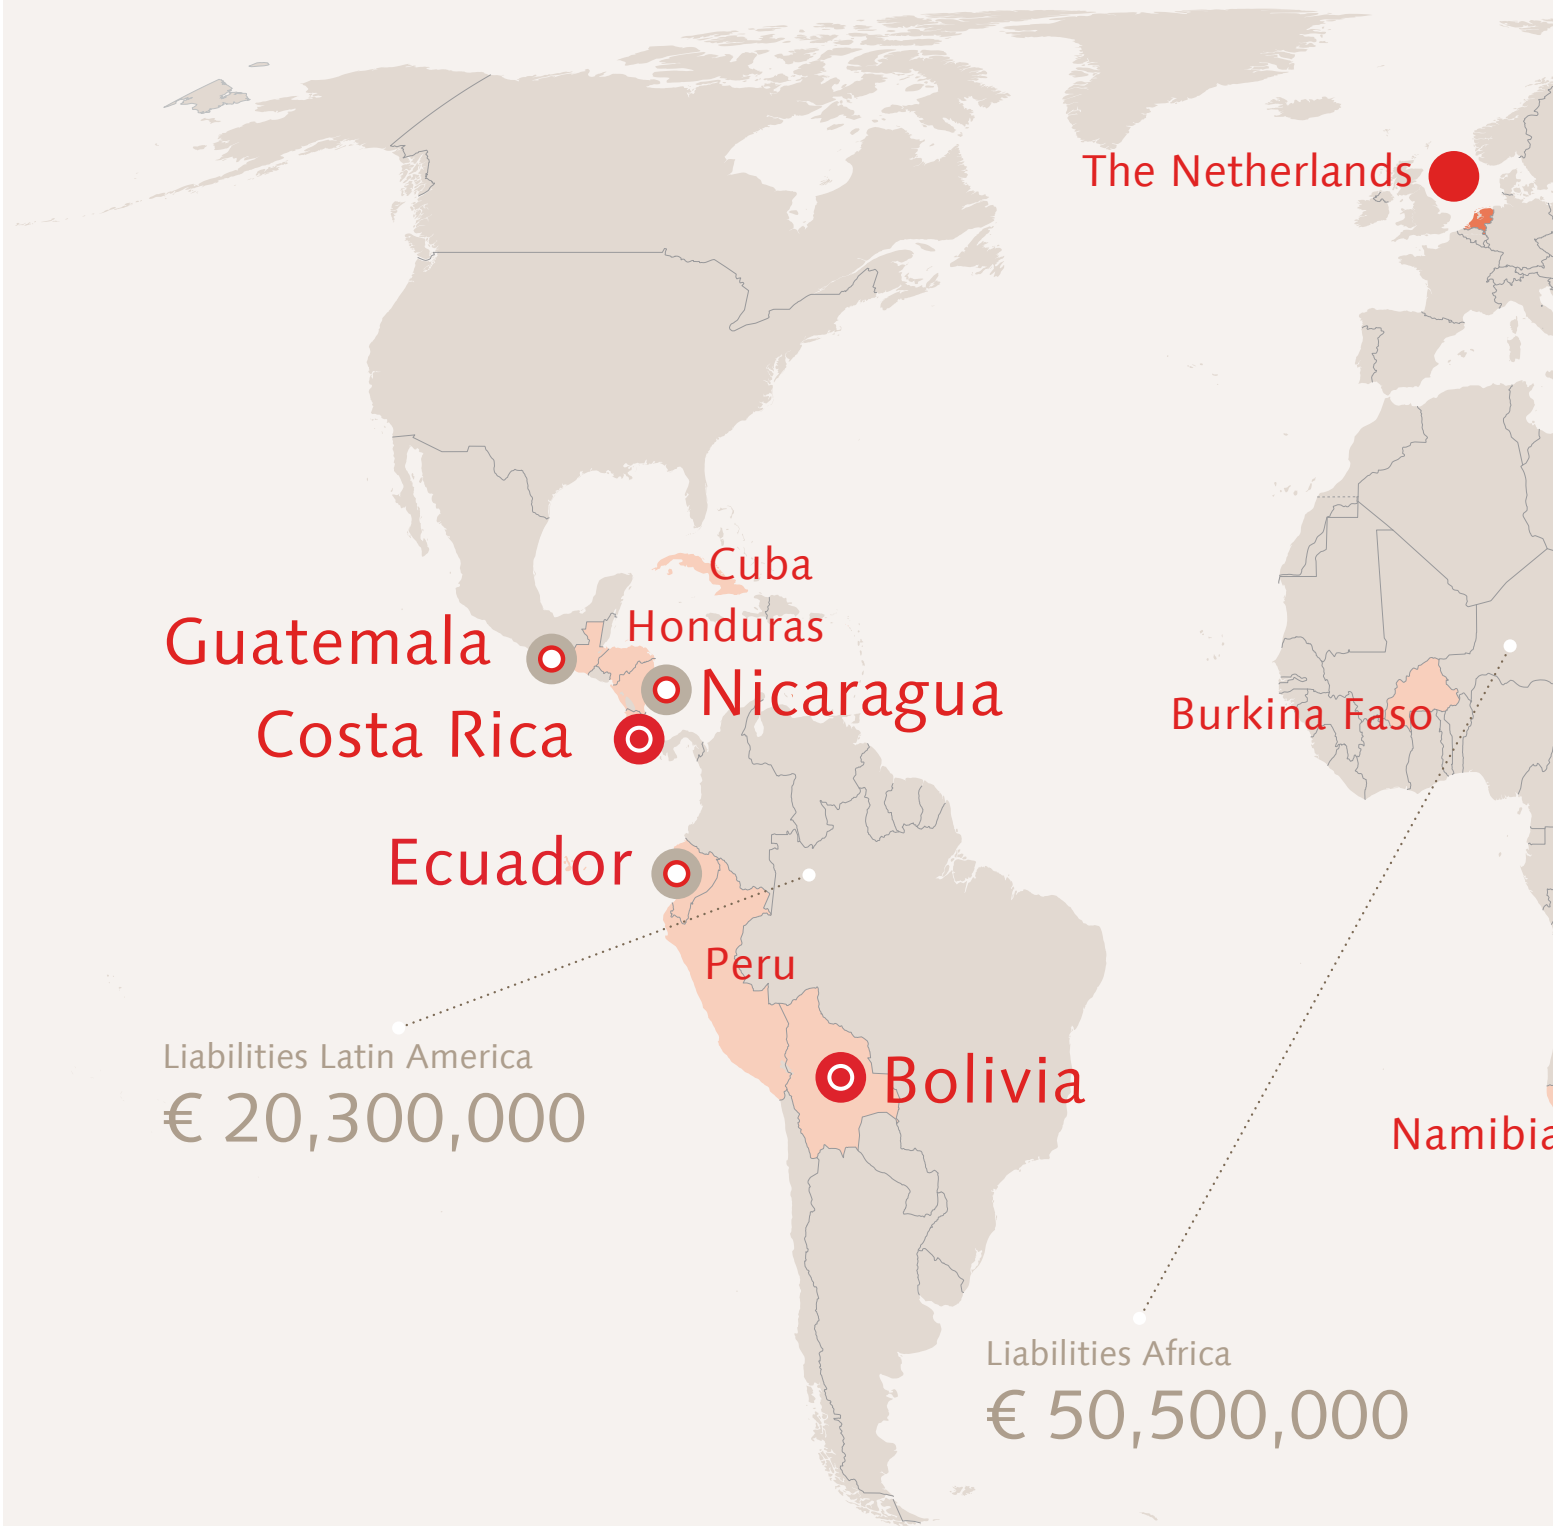 The Netherlands
Cuba
Honduras
Guatemala
Nicaragua
Costa Rica
Burkina Faso
Ecuador
Peru
Liabilities Latin America
€ 20,300,000
Bolivia
Namibia
Liabilities Africa
€ 50,500,000